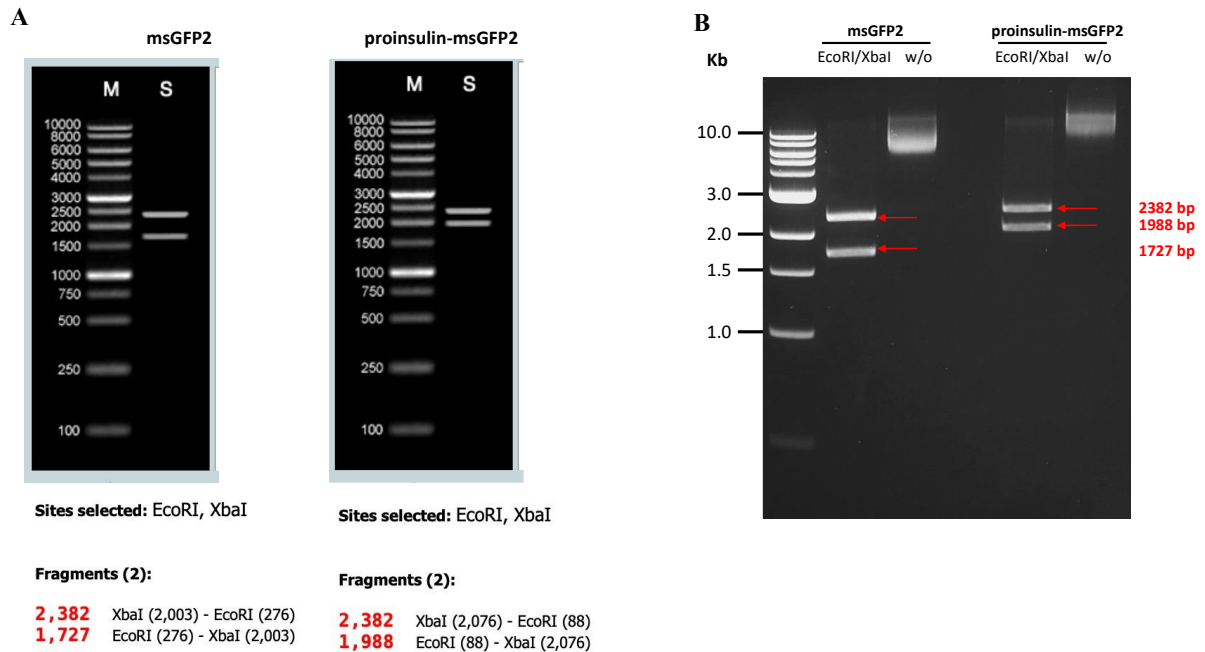 A
msGFP2
proinsulin-msGFP2
M S
10000
8000
6000
5000
4000
3000
2500
2000
1500
1000
750
500
250
100
M S
10000
8000
6000
5000
4000
3000
2500
2000
1500
1000
750
500
250
100
Sites selected: EcoRI, XbaI
Fragments (2):
2,382 XbaI (2,003) - EcoRI (276)
1,727 EcoRI (276) - XbaI (2,003)
Sites selected: EcoRI, XbaI
Fragments (2):
2,382 XbaI (2,076) - EcoRI (88)
1,988 EcoRI (88) - XbaI (2,076)
B
msGFP2
proinsulin-msGFP2
Kb
EcoRI/XbaI w/o
EcoRI/XbaI w/o
10.0
3.0
2.0
1.5
1.0
2382 bp
1988 bp
1727 bp